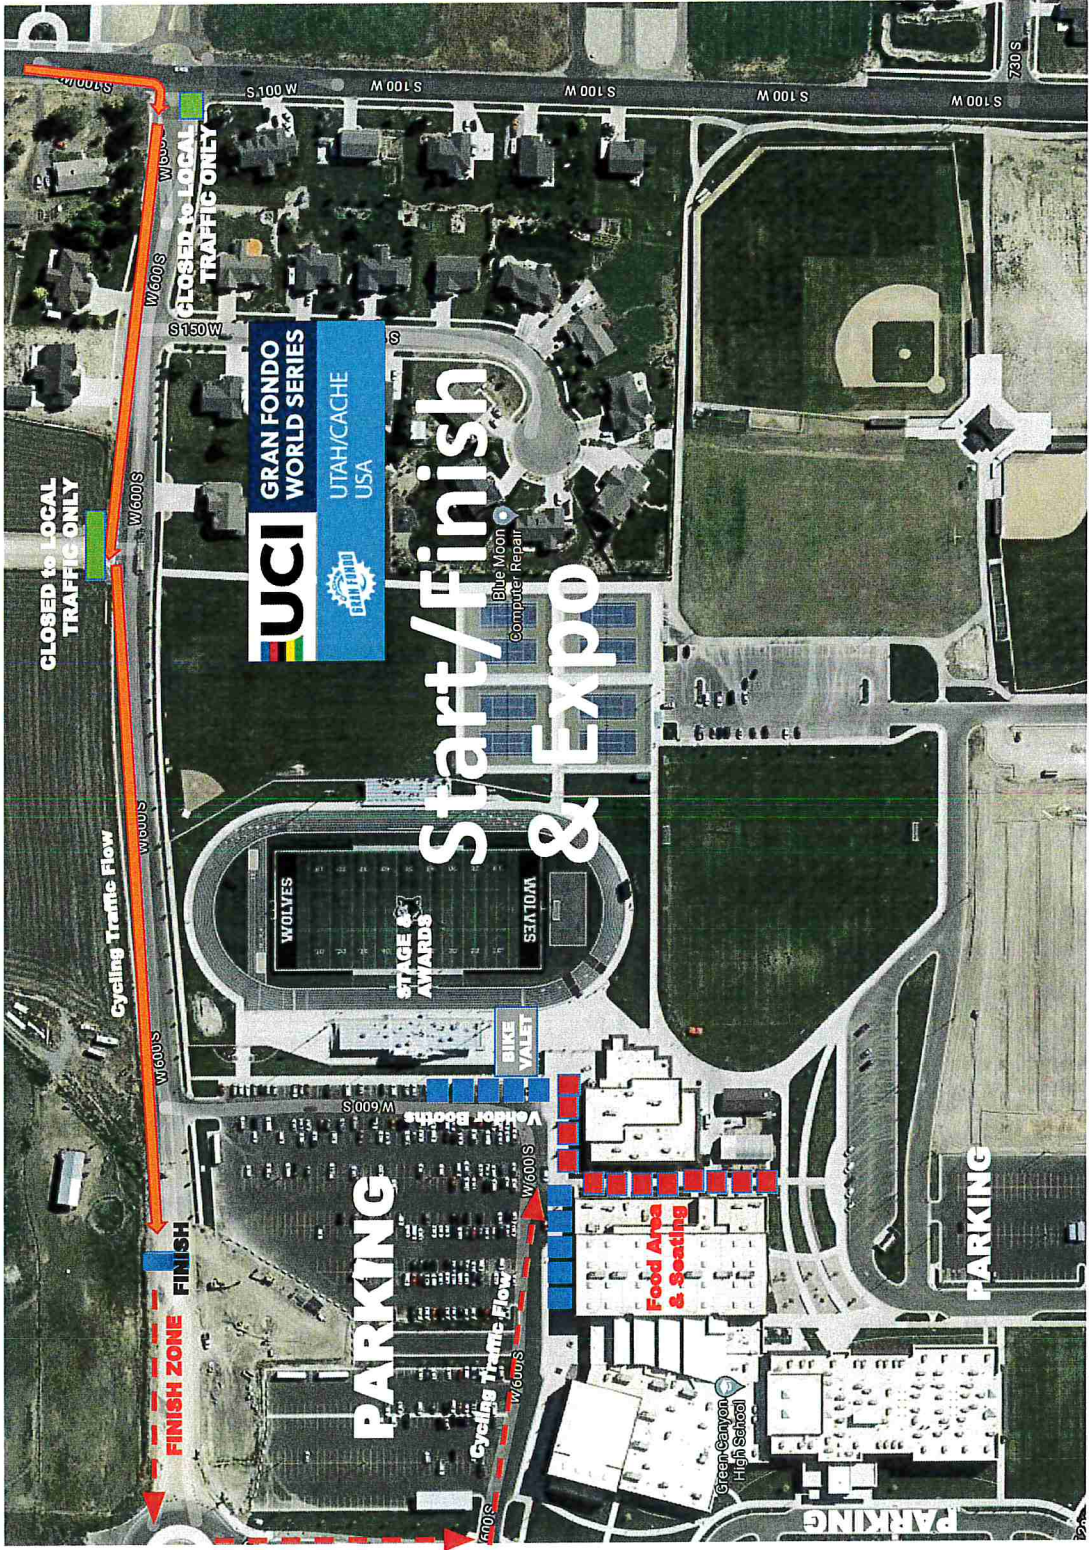 S 100 W
S 100 W
S 100 W
S 100 W
S 100 W
S 100 W
730 S
CLOSED to LOCAL
TRAFFIC ONLY
W 600 S
S 150 W
CLOSED to LOCAL
TRAFFIC ONLY
W 600 S
UCI
GRAN FONDO
WORLD SERIES
UTAH/CACHE
USA
GRAN FONDO
Start/Finish
& Expo
Blue Moon
Computer Repair
Cycling Traffic Flow
W 600 S
W 600 S
WOLVES
WOLVES
STAGE &
AWARDS
BIKE
VALET
Vendor Booths
W 600 S
W 600 S
FINISH
FINISH ZONE
PARKING
Cycling Traffic Flow
W 600 S
Food Area
& Seating
Green Canyon
High School
PARKING
PARKING